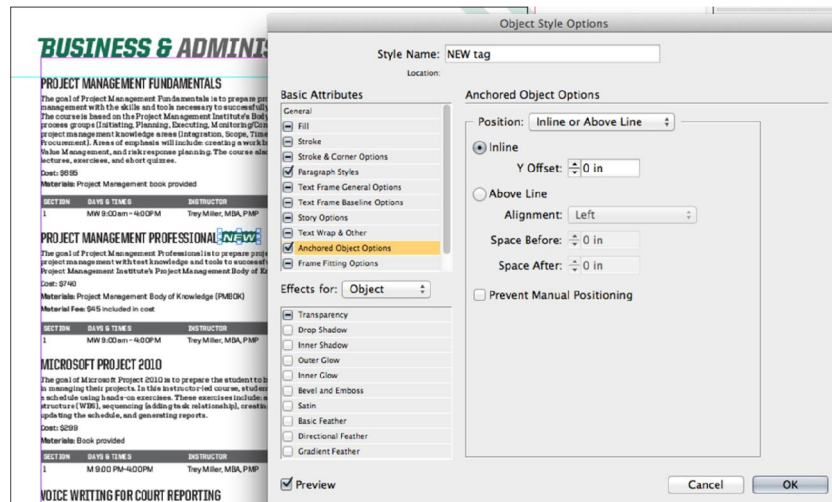 BUSINESS & ADMINIS
PROJECT MANAGEMENT FUNDAMENTALS
The goal of Project Management Fundamentals is to prepare pr
management with the skills and tools necessary to successfully
The course is based on the Project Management Institute's Body
process groups (Initiating, Planning, Executing, Monitoring/Con
project management knowledge areas (Integration, Scope, Time
Procurement). Areas of emphasis will include: creating a work b
Value Management, and risk response planning. The course also
lectures, exercises, and short quizzes.
Cost: $695
Materials: Project Management book provided
SECTION DAYS & TIMES INSTRUCTOR
1 MW 9:00am - 4:00PM Trey Miller, MBA, PMP
PROJECT MANAGEMENT PROFESSIONAL NEW
The goal of Project Management Professional is to prepare proje
project management with test knowledge and tools to successf
Project Management Institute's Project Management Body of K
Cost: $740
Materials: Project Management Body of Knowledge (PMBOK)
Material Fee: $45 included in cost
SECTION DAYS & TIMES INSTRUCTOR
1 MW 9:00am - 4:00PM Trey Miller, MBA, PMP
MICROSOFT PROJECT 2010
The goal of Microsoft Project 2010 is to prepare the student to b
in managing their projects. In this instructor-led course, studen
a schedule using hands-on exercises. These exercises include: a
structure (WBS), sequencing (adding task relationship), creatin
updating the schedule, and generating reports.
Cost: $299
Materials: Book provided
SECTION DAYS & TIMES INSTRUCTOR
1 M 9:00 PM-4:00PM Trey Miller, MBA, PMP
VOICE WRITING FOR COURT REPORTING
Object Style Options
Style Name: NEW tag
Location:
Basic Attributes
General
Fill
Stroke
Stroke & Corner Options
Paragraph Styles
Text Frame General Options
Text Frame Baseline Options
Story Options
Text Wrap & Other
Anchored Object Options
Frame Fitting Options
Effects for: Object
Transparency
Drop Shadow
Inner Shadow
Outer Glow
Inner Glow
Bevel and Emboss
Satin
Basic Feather
Directional Feather
Gradient Feather
Preview
Anchored Object Options
Position: Inline or Above Line
Inline
Y Offset: 0 in
Above Line
Alignment: Left
Space Before: 0 in
Space After: 0 in
Prevent Manual Positioning
Cancel OK